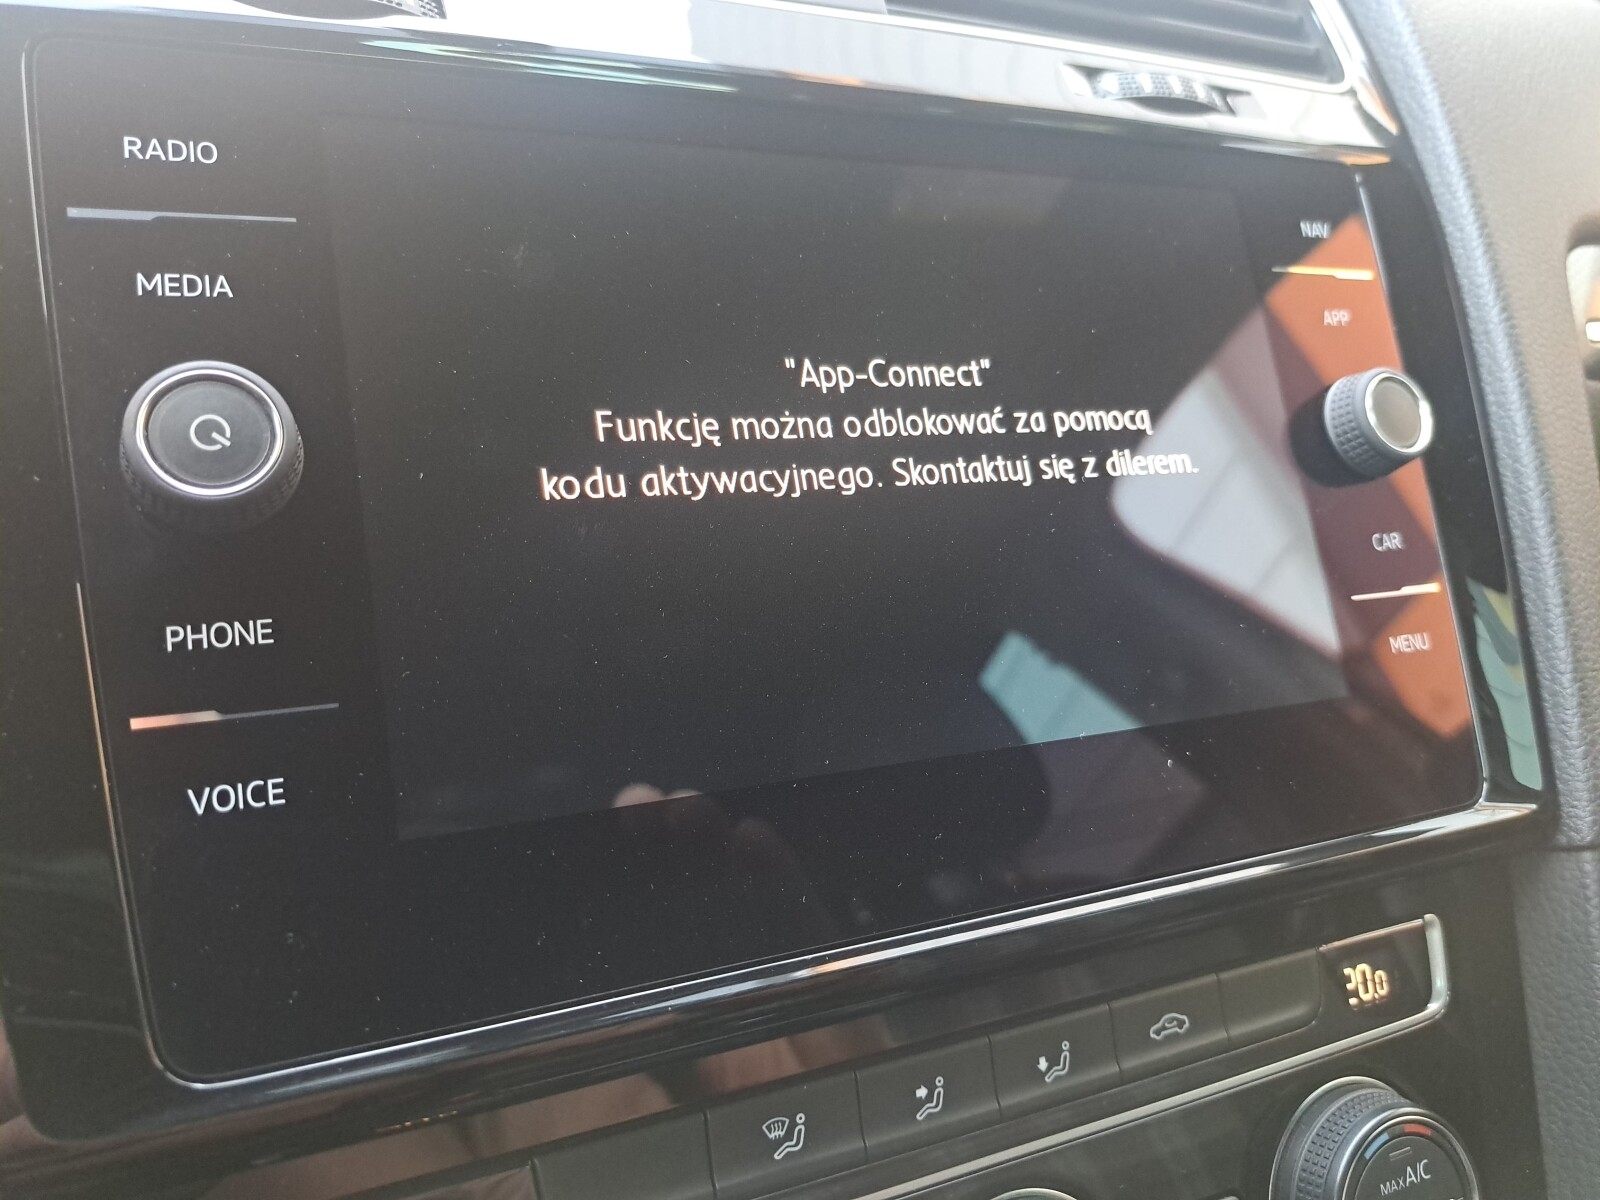 RADIO
MEDIA
PHONE
VOICE
"App-Connect"
Funkcję można odblokować za pomocą
kodu aktywacyjnego. Skontaktuj się z dilerem.
NAV
APP
CAR
MENU
20.0
MAX A/C